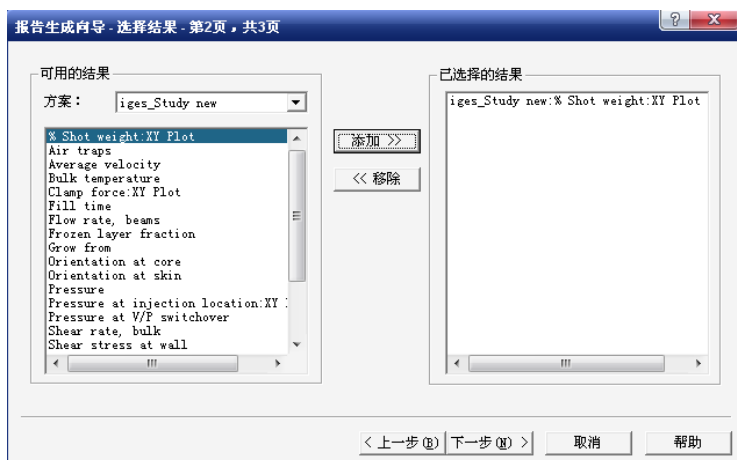 报告生成向导 - 选择结果 - 第2页，共3页
可用的结果
方案：
iges_Study new
% Shot weight:XY Plot
Air traps
Average velocity
Bulk temperature
Clamp force:XY Plot
Fill time
Flow rate, beams
Frozen layer fraction
Grow from
Orientation at core
Orientation at skin
Pressure
Pressure at injection location:XY
Pressure at V/P switchover
Shear rate, bulk
Shear stress at wall
添加 >>
<< 移除
已选择的结果
iges_Study new:% Shot weight:XY Plot
< 上一步(B)
下一步(N) >
取消
帮助